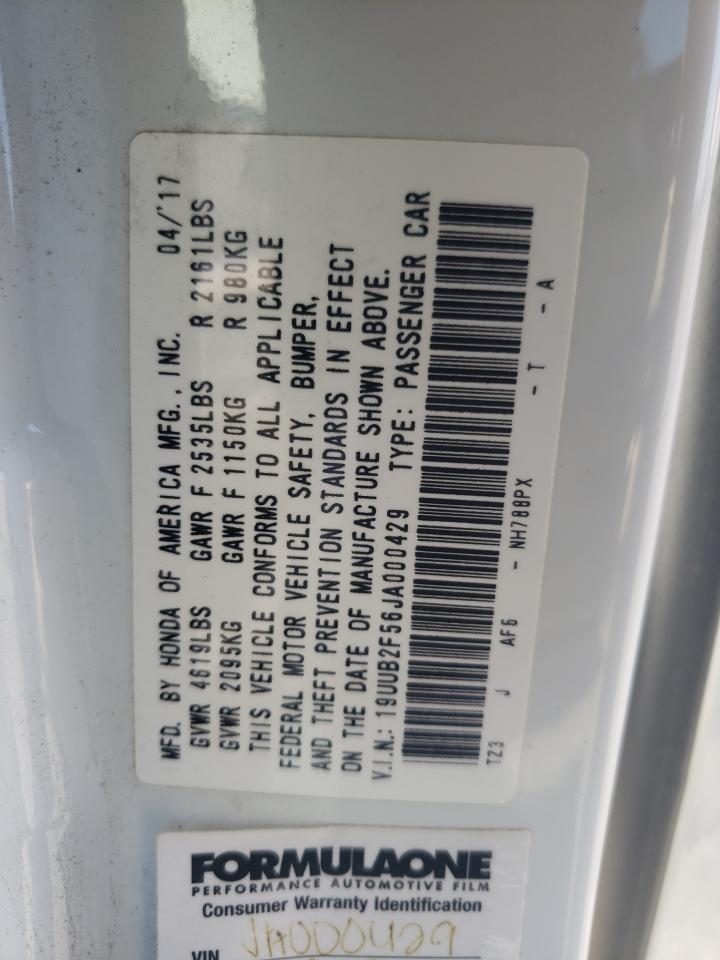 MFD. BY HONDA OF AMERICA MFG., INC. 04/'17
GVWR 4619LBS GAWR F 2535LBS R 2161LBS
GVWR 2095KG GAWR F 1150KG R 980KG
THIS VEHICLE CONFORMS TO ALL APPLICABLE
FEDERAL MOTOR VEHICLE SAFETY, BUMPER,
AND THEFT PREVENTION STANDARDS IN EFFECT
ON THE DATE OF MANUFACTURE SHOWN ABOVE.
V.I.N.: 19UUB2F56JA000429 TYPE: PASSENGER CAR
TZ3 J AF6 - NH788PX - T - A
FORMULAONE
PERFORMANCE AUTOMOTIVE FILM
Consumer Warranty Identification
VIN JA000429